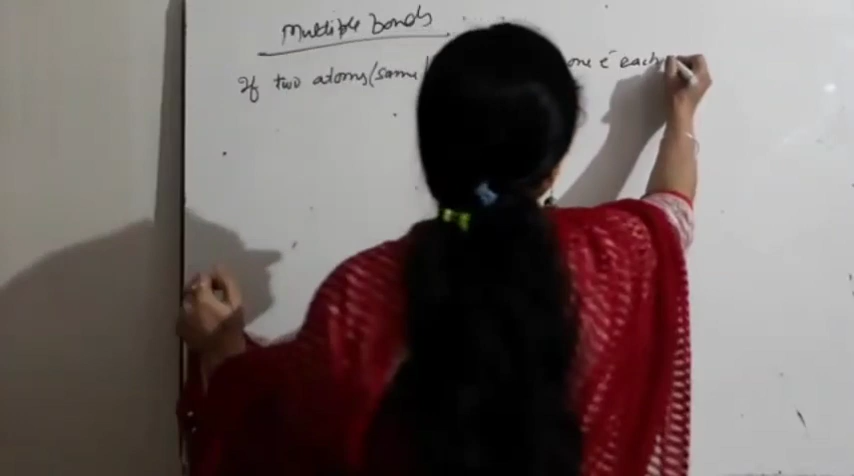 Multiple bonds
If two atoms (same one e⁻ each